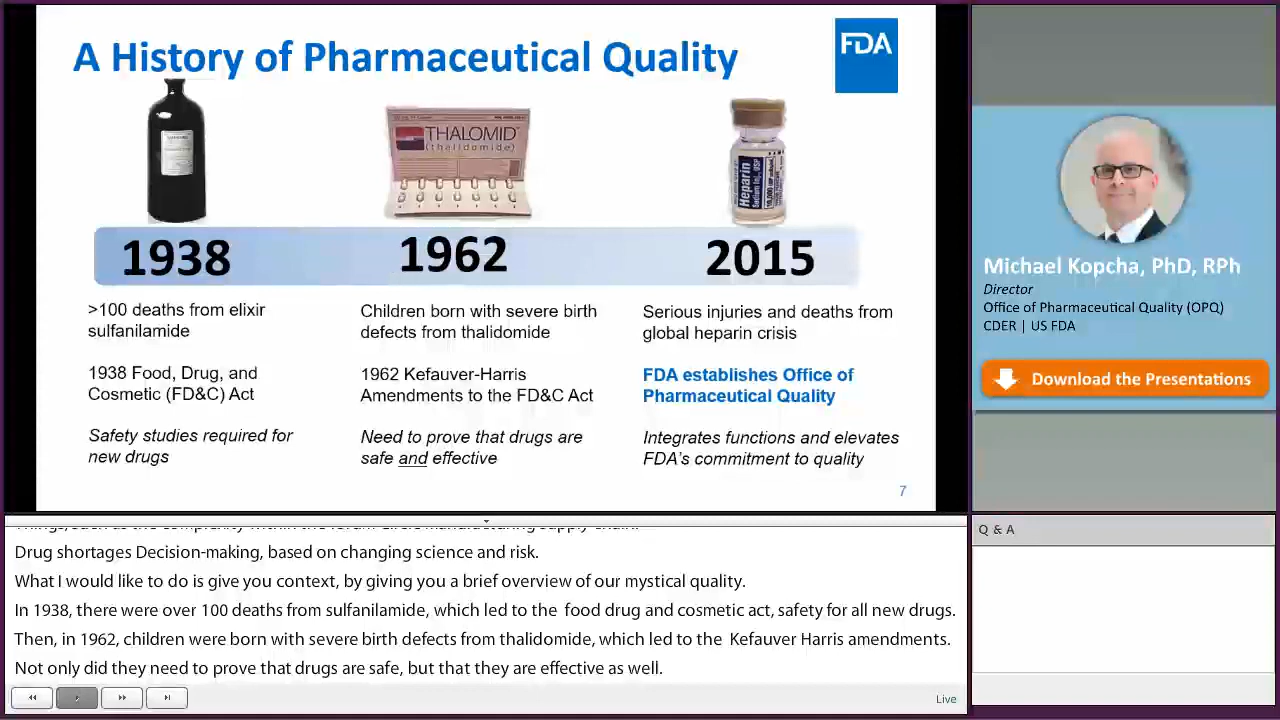 A History of Pharmaceutical Quality
FDA
THALOMID
(thalidomide)
Heparin
Sodium Inj., USP
1938
1962
2015
>100 deaths from elixir
sulfanilamide
1938 Food, Drug, and
Cosmetic (FD&C) Act
Safety studies required for
new drugs
Children born with severe birth
defects from thalidomide
1962 Kefauver-Harris
Amendments to the FD&C Act
Need to prove that drugs are
safe and effective
Serious injuries and deaths from
global heparin crisis
FDA establishes Office of
Pharmaceutical Quality
Integrates functions and elevates
FDA's commitment to quality
7
Michael Kopcha, PhD, RPh
Director
Office of Pharmaceutical Quality (OPQ)
CDER | US FDA
Download the Presentations
Drug shortages Decision-making, based on changing science and risk.
What I would like to do is give you context, by giving you a brief overview of our mystical quality.
In 1938, there were over 100 deaths from sulfanilamide, which led to the food drug and cosmetic act, safety for all new drugs.
Then, in 1962, children were born with severe birth defects from thalidomide, which led to the Kefauver Harris amendments.
Not only did they need to prove that drugs are safe, but that they are effective as well.
Live
Q & A